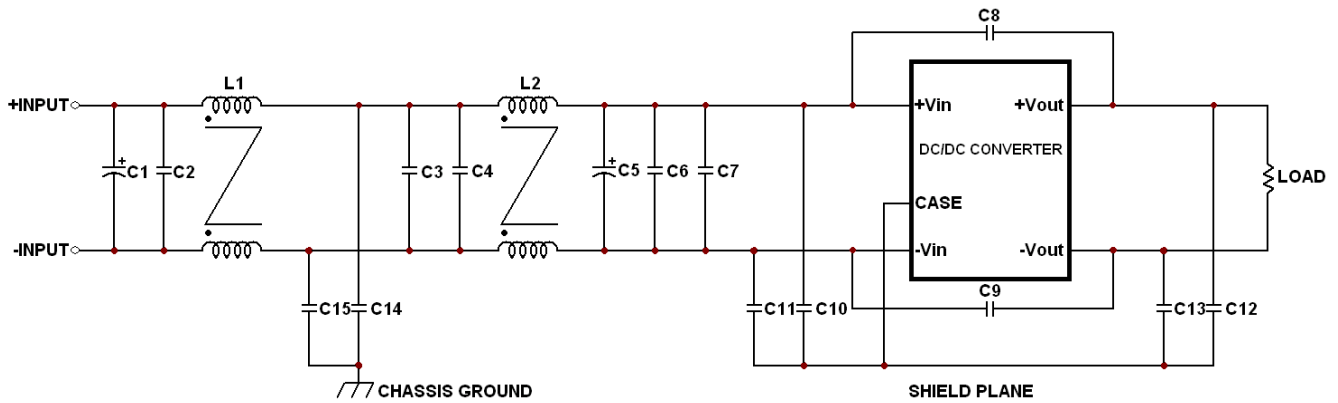 C8
L1
L2
+INPUT
+Vin
+Vout
DC/DC CONVERTER
+
C1
C2
C3
C4
+
C5
C6
C7
LOAD
CASE
-INPUT
-Vin
-Vout
C9
C15
C14
C11
C10
C13
C12
CHASSIS GROUND
SHIELD PLANE